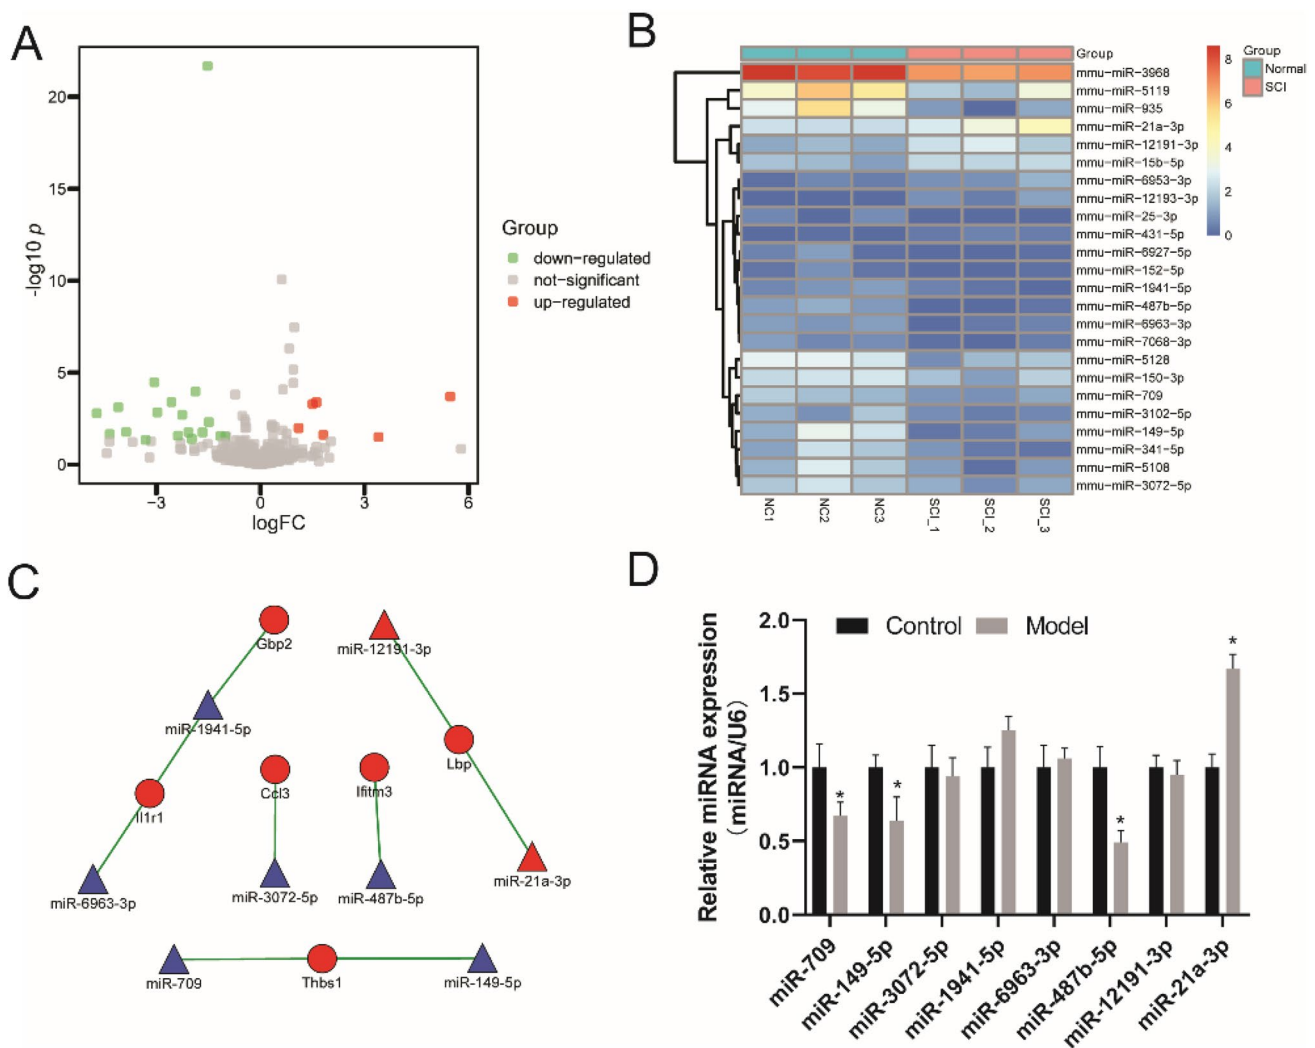 A
20
15
10
5
0
-log10 p
−3
0
3
6
logFC
Group
down−regulated
not−significant
up−regulated
B
Group
mmu−miR−3968
mmu−miR−5119
mmu−miR−935
mmu−miR−21a−3p
mmu−miR−12191−3p
mmu−miR−15b−5p
mmu−miR−6953−3p
mmu−miR−12193−3p
mmu−miR−25−3p
mmu−miR−431−5p
mmu−miR−6927−5p
mmu−miR−152−5p
mmu−miR−1941−5p
mmu−miR−487b−5p
mmu−miR−6963−3p
mmu−miR−7068−3p
mmu−miR−5128
mmu−miR−150−3p
mmu−miR−709
mmu−miR−3102−5p
mmu−miR−149−5p
mmu−miR−341−5p
mmu−miR−5108
mmu−miR−3072−5p
NC1
NC2
NC3
SCI_1
SCI_2
SCI_3
8
6
4
2
0
Group
Normal
SCI
C
Gbp2
miR-12191-3p
miR-1941-5p
Lbp
Ccl3
Ifitm3
Il1r1
miR-21a-3p
miR-6963-3p
miR-3072-5p
miR-487b-5p
miR-709
Thbs1
miR-149-5p
D
Relative miRNA expression
(miRNA/U6)
2.0
1.5
1.0
0.5
0.0
Control
Model
*
*
*
*
miR-709
miR-149-5p
miR-3072-5p
miR-1941-5p
miR-6963-3p
miR-487b-5p
miR-12191-3p
miR-21a-3p